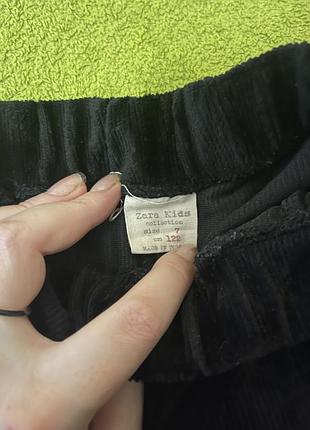 Zara Kids
collection
size 7
cm 122
MADE IN